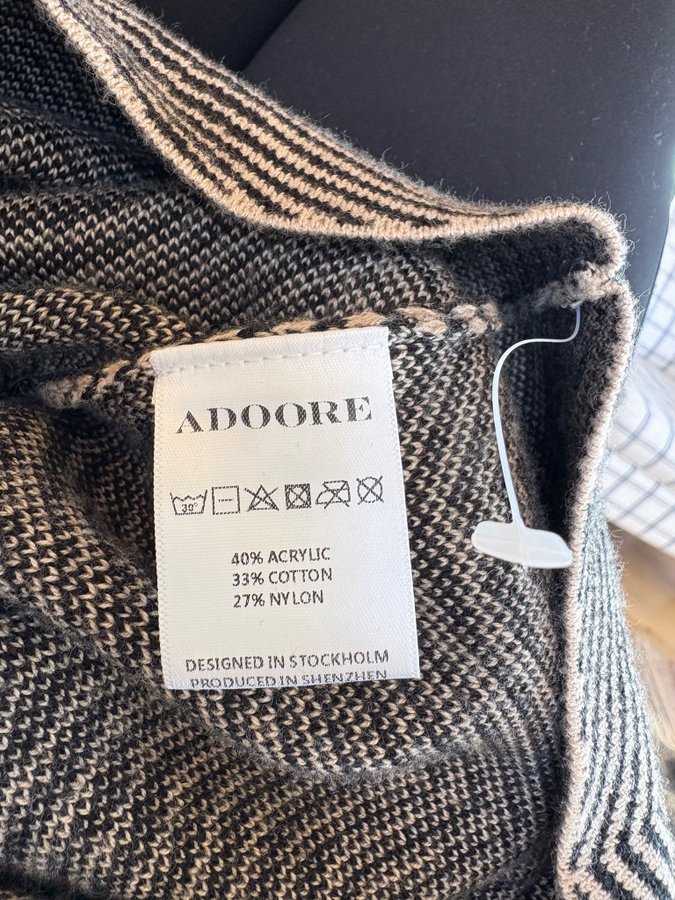 ADOORE
30°
40% ACRYLIC
33% COTTON
27% NYLON
DESIGNED IN STOCKHOLM
PRODUCED IN SHENZHEN